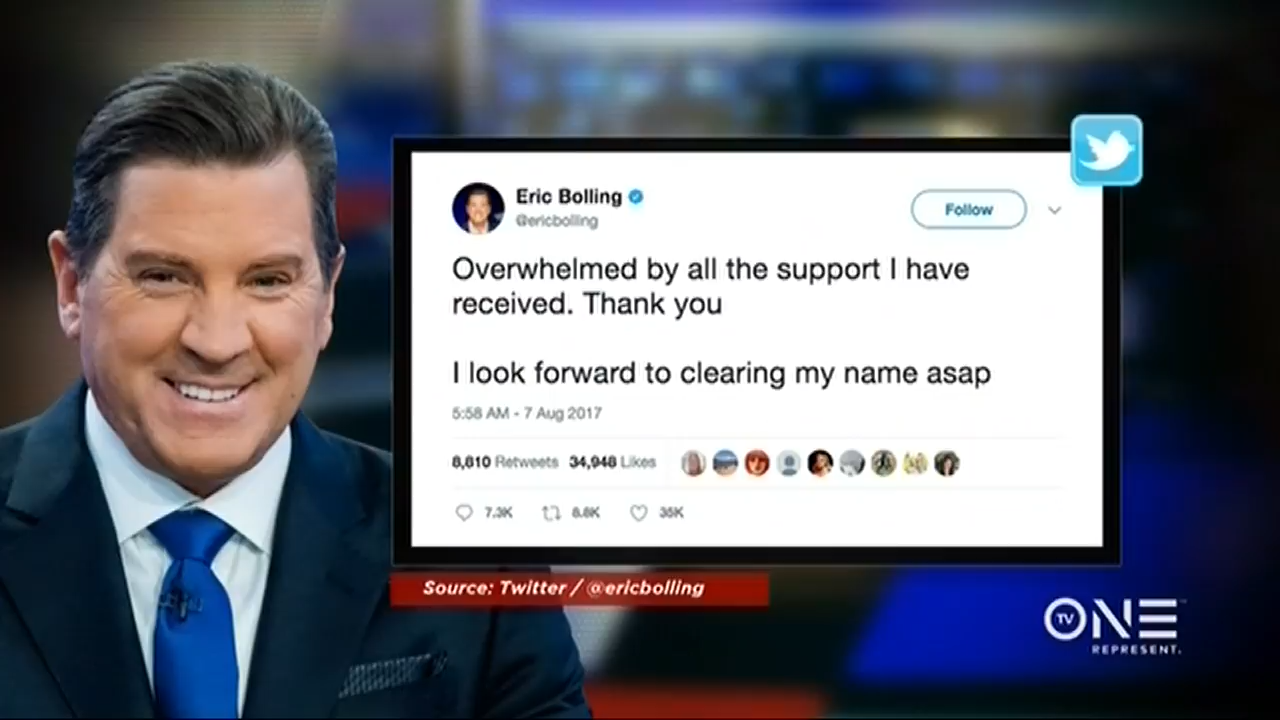 Eric Bolling
@ericbolling
Follow
Overwhelmed by all the support I have
received. Thank you
I look forward to clearing my name asap
5:58 AM - 7 Aug 2017
8,810 Retweets 34,948 Likes
7.3K 8.8K 35K
Source: Twitter / @ericbolling
TV ONE
REPRESENT.